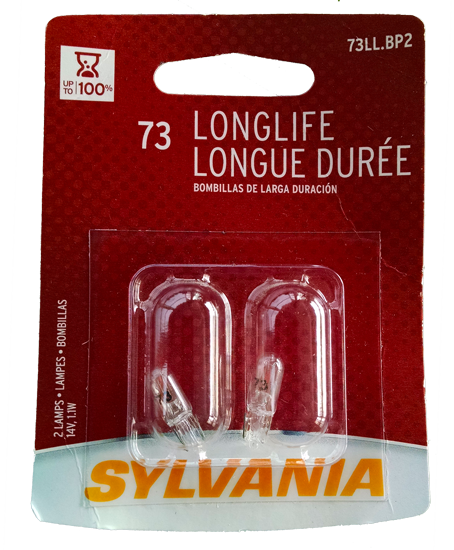 73LL.BP2
UP TO 100%
73 LONGLIFE
LONGUE DURÉE
BOMBILLAS DE LARGA DURACIÓN
2 LAMPS • LAMPES • BOMBILLAS
14V, 1.1W
73
SYLVANIA